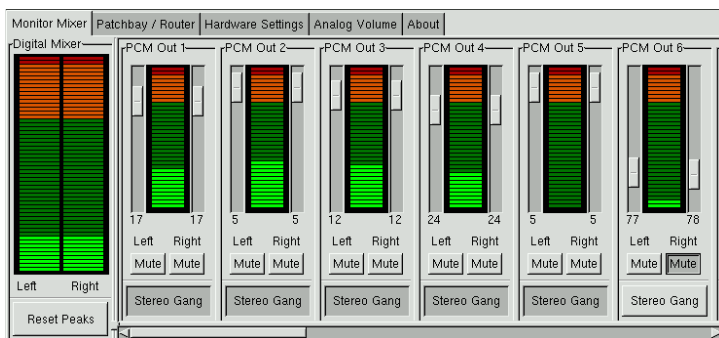 Monitor Mixer Patchbay / Router Hardware Settings Analog Volume About
Digital Mixer PCM Out 1 PCM Out 2 PCM Out 3 PCM Out 4 PCM Out 5 PCM Out 6
17 17 5 5 12 12 24 24 5 5 77 78
Left Right Left Right Left Right Left Right Left Right Left Right
Mute Mute Mute Mute Mute Mute Mute Mute Mute Mute Mute Mute
Left Right
Stereo Gang Stereo Gang Stereo Gang Stereo Gang Stereo Gang Stereo Gang
Reset Peaks